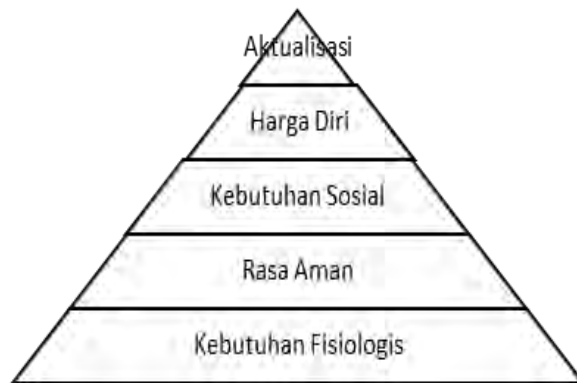 Aktualisasi
Harga Diri
Kebutuhan Sosial
Rasa Aman
Kebutuhan Fisiologis